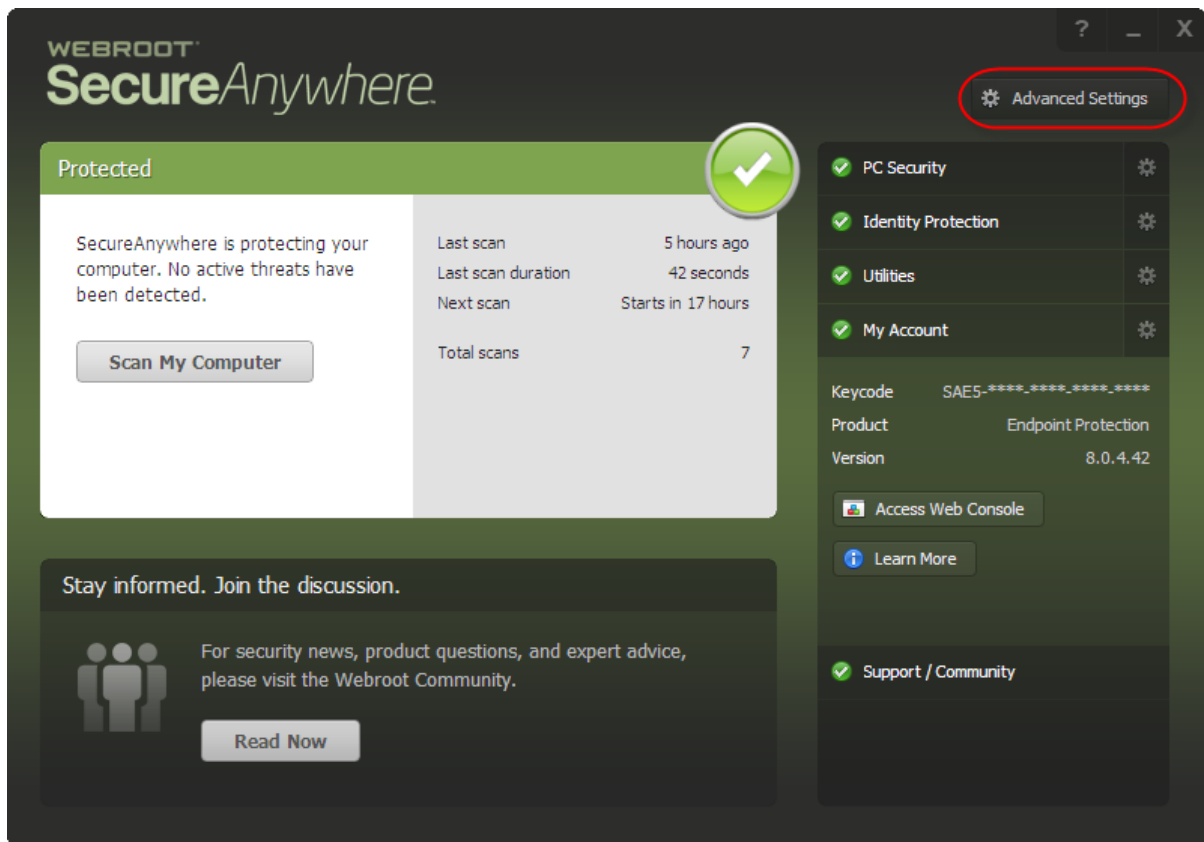 ? _ X
WEBROOT
SecureAnywhere.
Advanced Settings
Protected
SecureAnywhere is protecting your
computer. No active threats have
been detected.
Scan My Computer
Last scan 5 hours ago
Last scan duration 42 seconds
Next scan Starts in 17 hours
Total scans 7
PC Security
Identity Protection
Utilities
My Account
Keycode SAE5-****-****-****-****
Product Endpoint Protection
Version 8.0.4.42
Access Web Console
Learn More
Support / Community
Stay informed. Join the discussion.
For security news, product questions, and expert advice,
please visit the Webroot Community.
Read Now